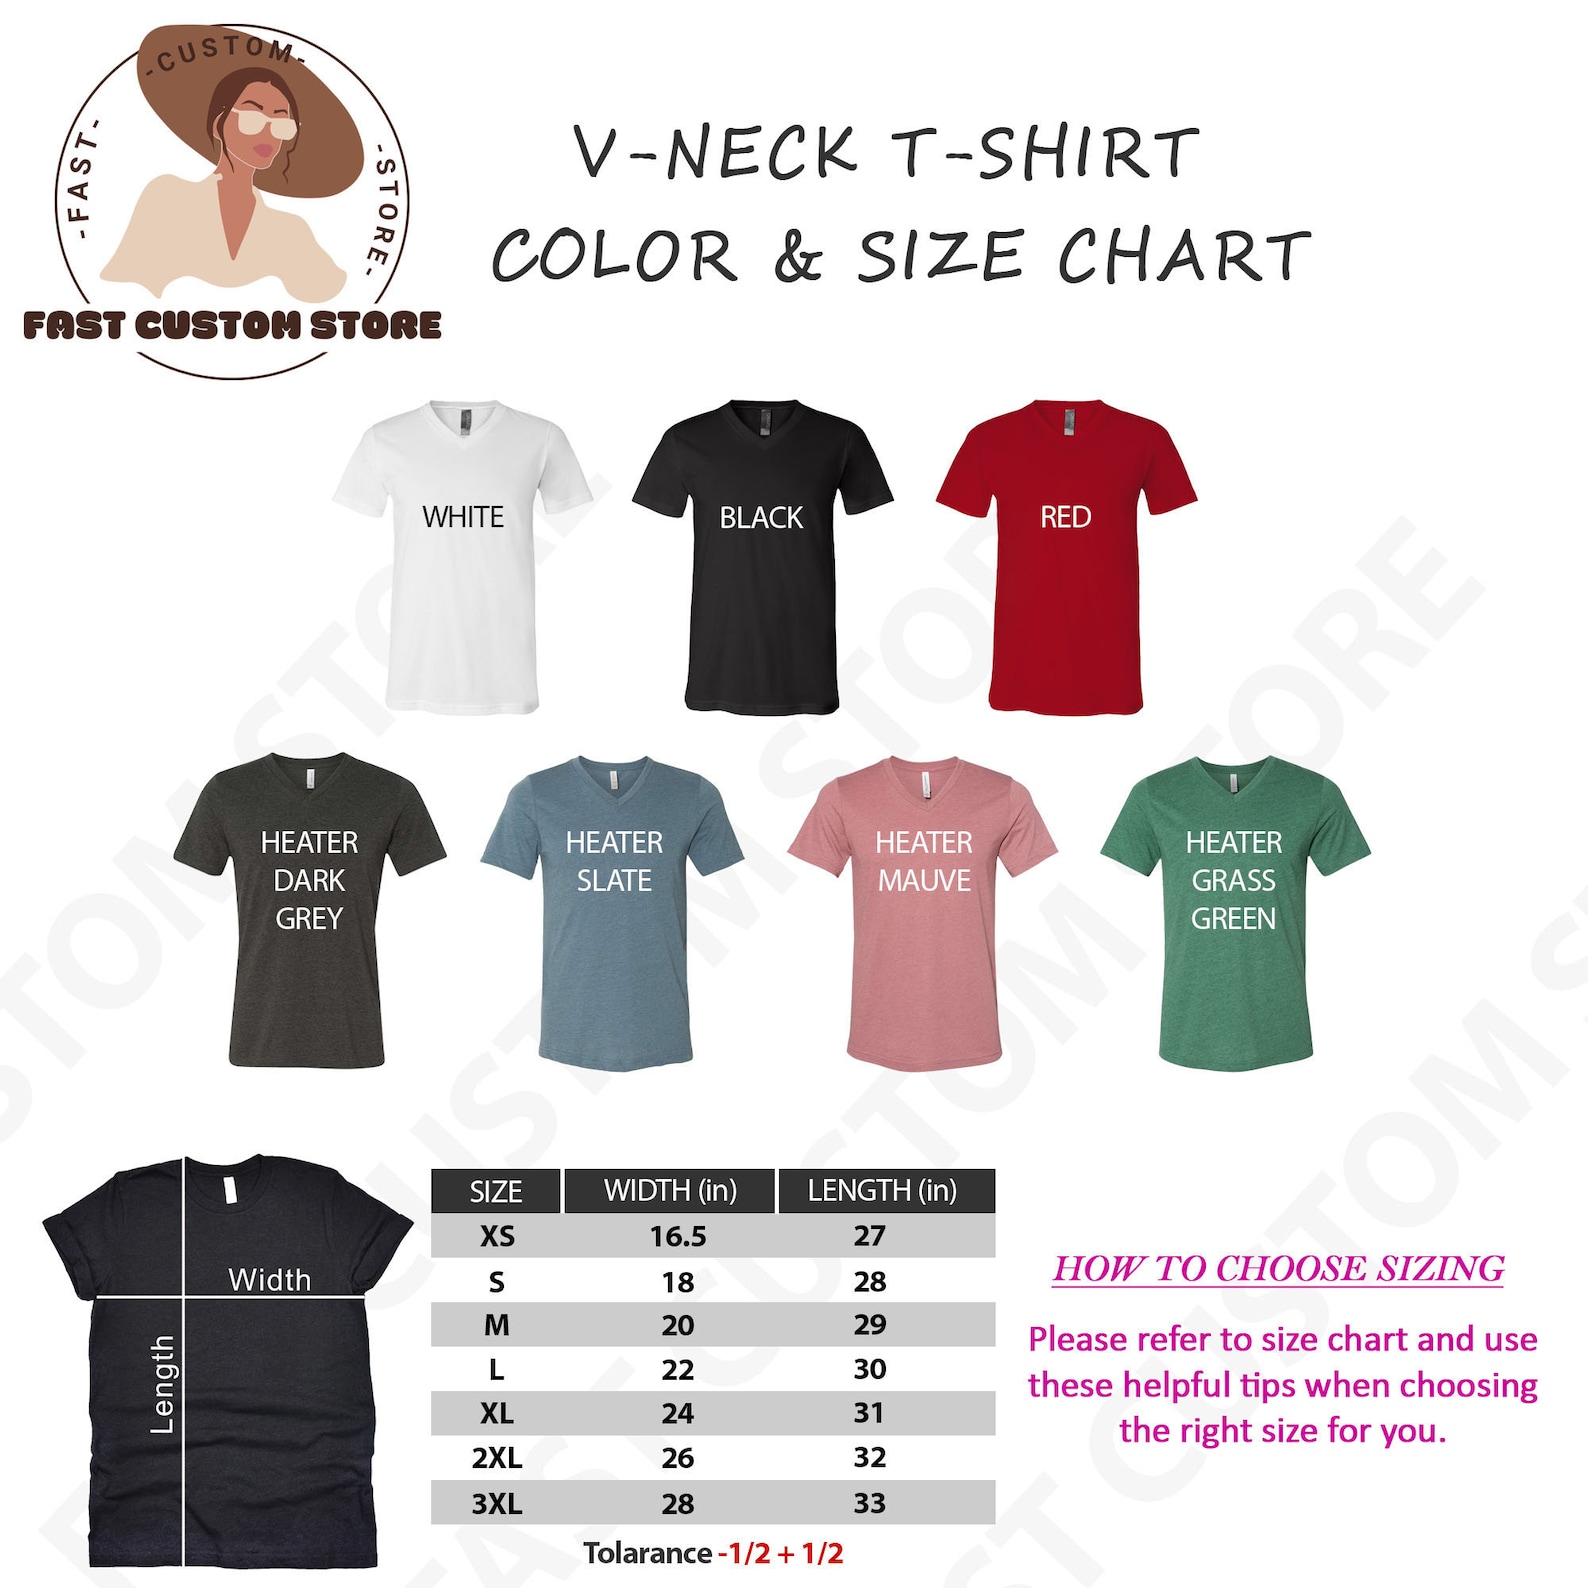 -CUSTOM-
-FAST-
-STORE-
FAST CUSTOM STORE
V-NECK T-SHIRT
COLOR & SIZE CHART
WHITE
BLACK
RED
HEATER
DARK
GREY
HEATER
SLATE
HEATER
MAUVE
HEATER
GRASS
GREEN
Width
Length
SIZE WIDTH (in) LENGTH (in)
XS 16.5 27
S 18 28
M 20 29
L 22 30
XL 24 31
2XL 26 32
3XL 28 33
Tolarance -1/2 + 1/2
HOW TO CHOOSE SIZING
Please refer to size chart and use
these helpful tips when choosing
the right size for you.
FAST CUSTOM STORE